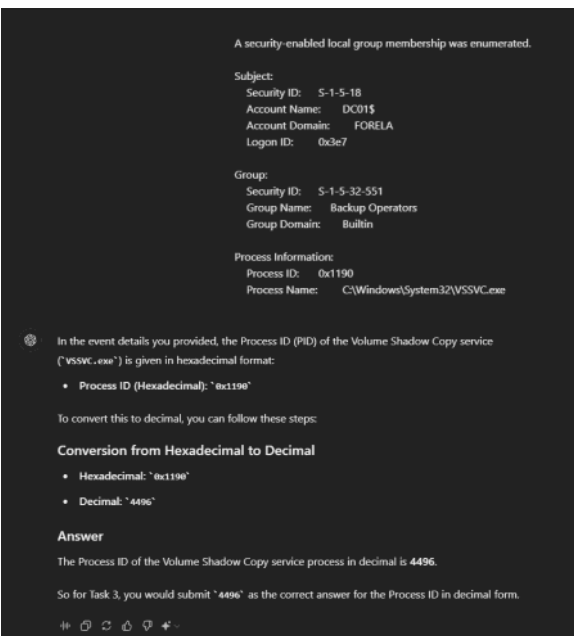 A security-enabled local group membership was enumerated.
Subject:
Security ID: S-1-5-18
Account Name: DC01$
Account Domain: FORELA
Logon ID: 0x3e7
Group:
Security ID: S-1-5-32-551
Group Name: Backup Operators
Group Domain: Builtin
Process Information:
Process ID: 0x1190
Process Name: C:\Windows\System32\VSSVC.exe
In the event details you provided, the Process ID (PID) of the Volume Shadow Copy service
(`VSSVC.exe`) is given in hexadecimal format:
• Process ID (Hexadecimal): `0x1190`
To convert this to decimal, you can follow these steps:
Conversion from Hexadecimal to Decimal
• Hexadecimal: `0x1190`
• Decimal: `4496`
Answer
The Process ID of the Volume Shadow Copy service process in decimal is 4496.
So for Task 3, you would submit `4496` as the correct answer for the Process ID in decimal form.